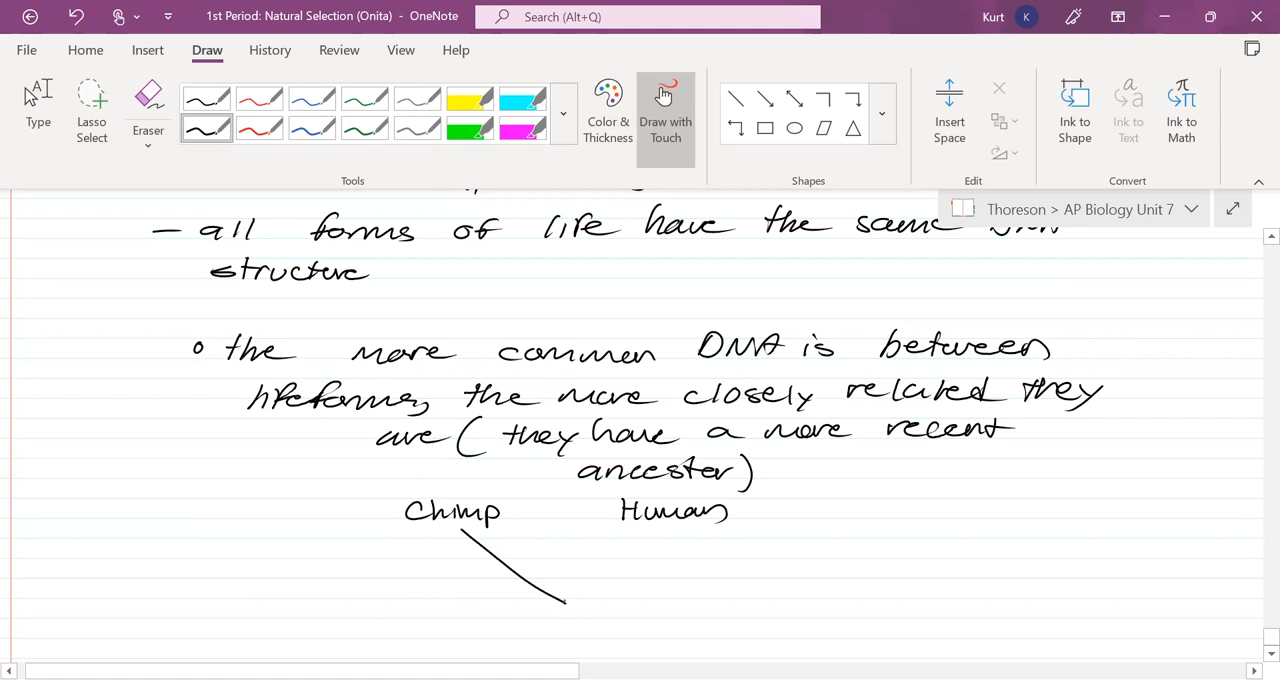 1st Period: Natural Selection (Onita) - OneNote
Search (Alt+Q)
Kurt K
File Home Insert Draw History Review View Help
Type
Lasso Select
Eraser
Color & Thickness
Draw with Touch
Insert Space
Ink to Shape
Ink to Text
Ink to Math
Tools Shapes Edit Convert
Thoreson > AP Biology Unit 7
- all forms of life have the same
structure
the more common DNA is between
lifeforms, the more closely related they
are (they have a more recent
ancester)
Chimp Human